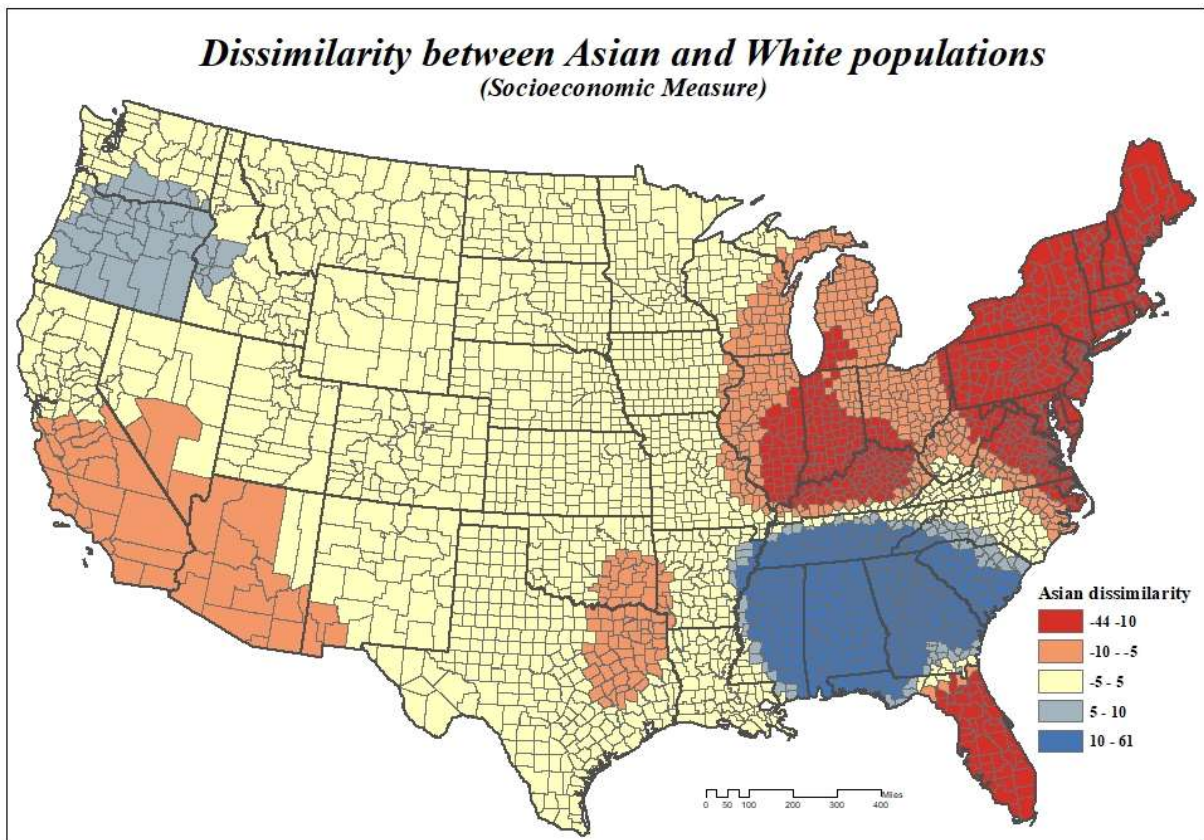 Dissimilarity between Asian and White populations
(Socioeconomic Measure)
Asian dissimilarity
-44 -10
-10 - -5
-5 - 5
5 - 10
10 - 61
Miles
0 50 100 200 300 400